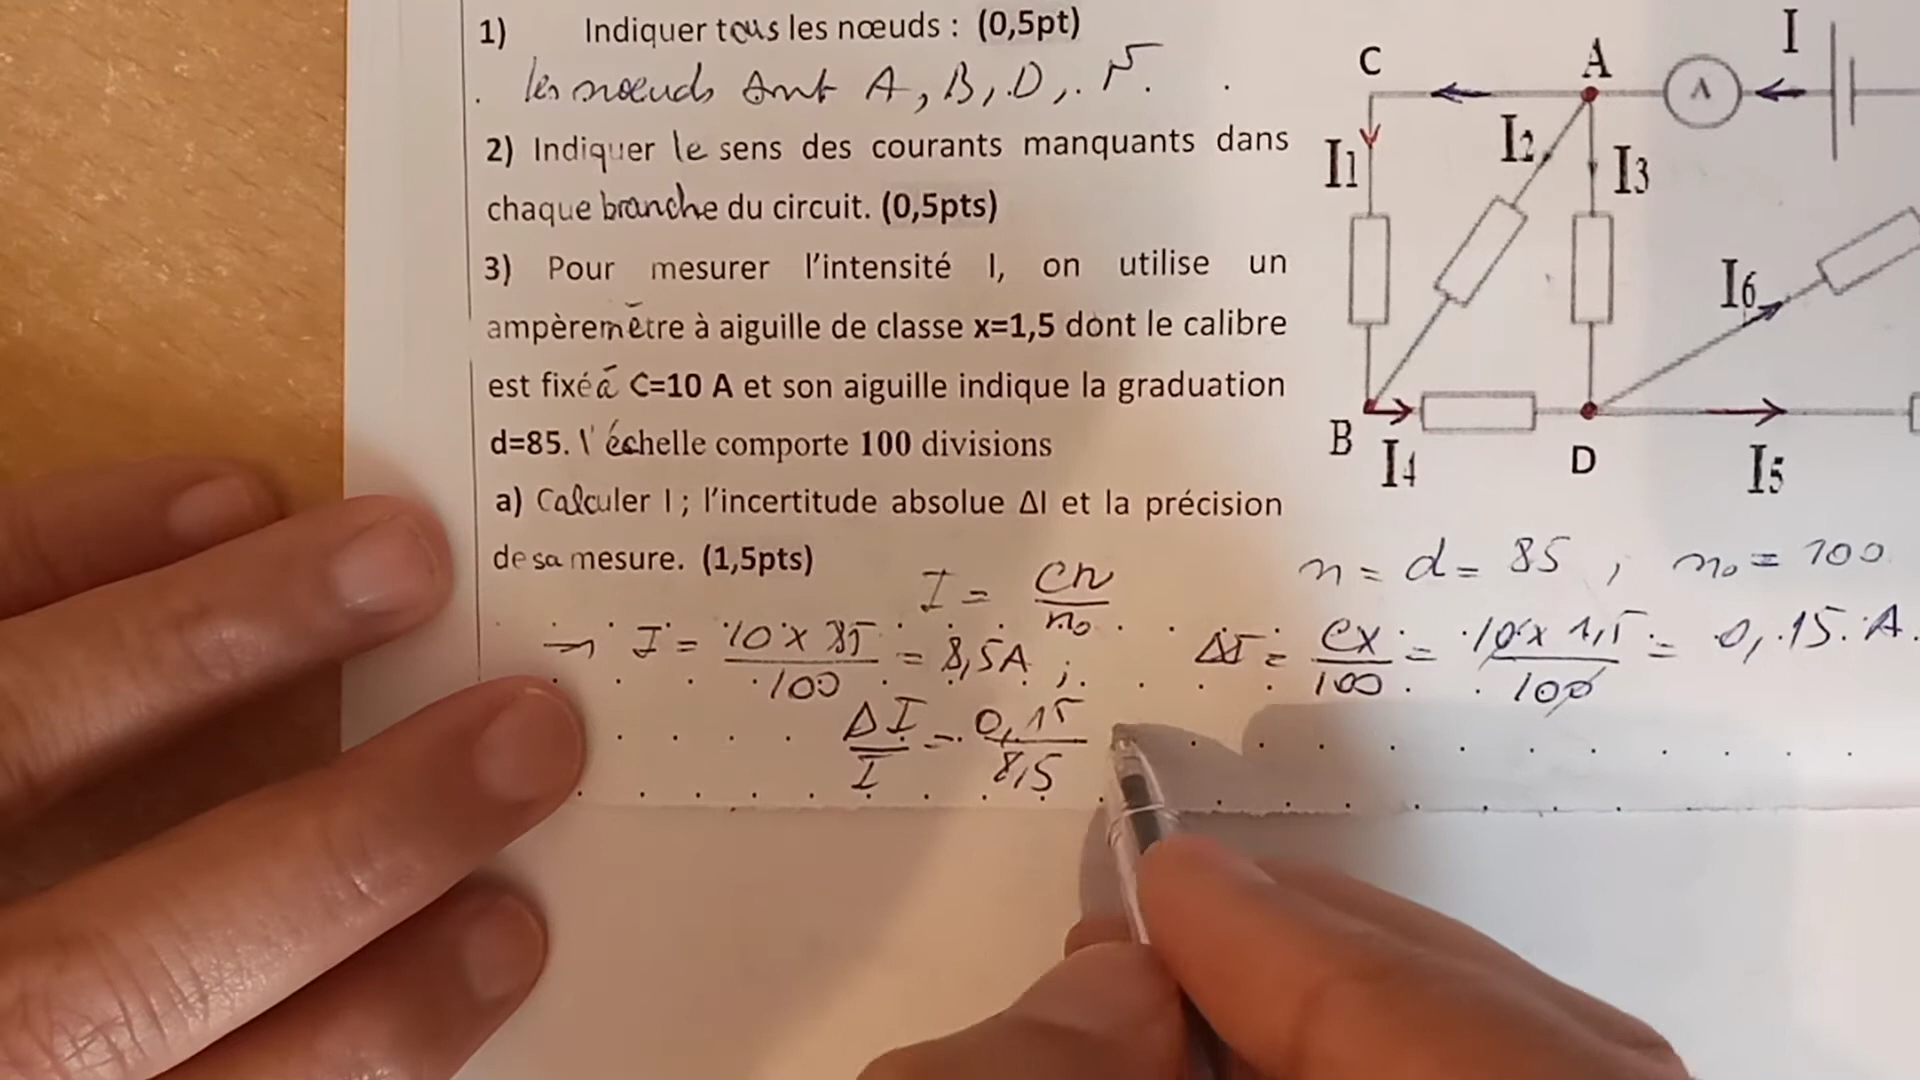 1) Indiquer tous les nœuds : (0,5pt)
les nœuds sont A, B, D, F.
2) Indiquer le sens des courants manquants dans
chaque branche du circuit. (0,5pts)
3) Pour mesurer l'intensité I, on utilise un
ampèremètre à aiguille de classe x=1,5 dont le calibre
est fixé à C=10 A et son aiguille indique la graduation
d=85. l'échelle comporte 100 divisions
a) Calculer I ; l'incertitude absolue ΔI et la précision
de sa mesure. (1,5pts)
I = Cn/n₀
n = d = 85 ; n₀ = 100
→ I = 10 x 85/100 = 8,5A ;
ΔI = Cx/100 = 10 x 1,5/100 = 0,15 A.
ΔI/I = 0,15/8,5
C
A
A
I
I1
I2
I3
I6
B
I4
D
I5